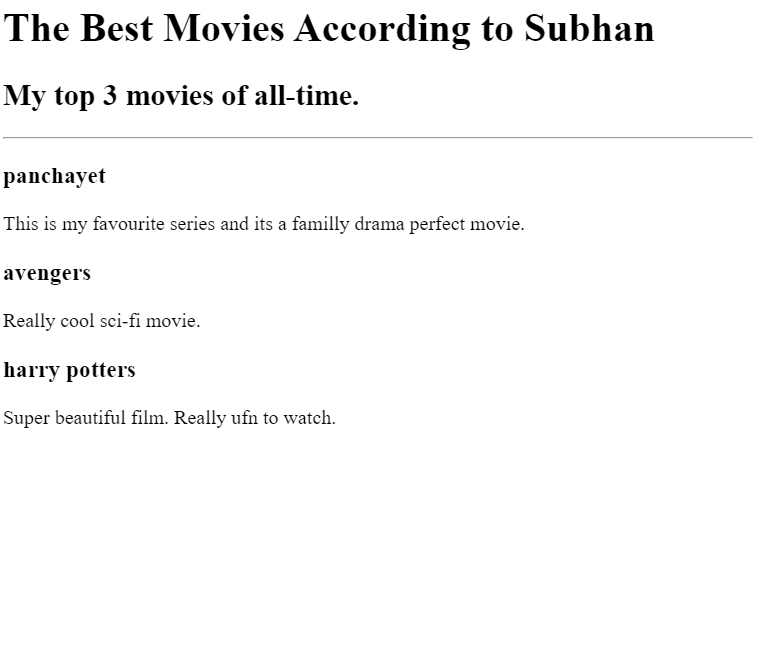 The Best Movies According to Subhan
My top 3 movies of all-time.
panchayet
This is my favourite series and its a familly drama perfect movie.
avengers
Really cool sci-fi movie.
harry potters
Super beautiful film. Really ufn to watch.